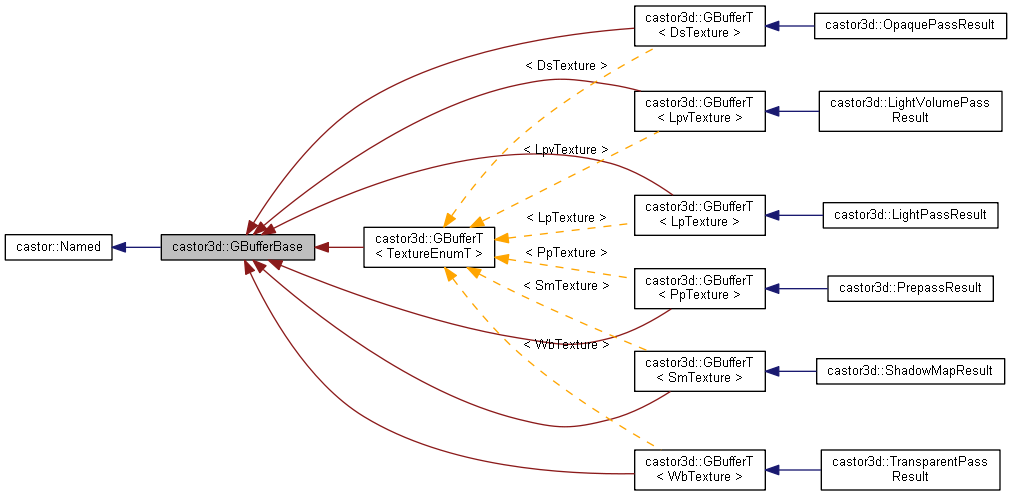 castor3d::GBufferT
< DsTexture >
castor3d::OpaquePassResult
< DsTexture >
castor3d::GBufferT
< LpvTexture >
castor3d::LightVolumePass
Result
< LpvTexture >
castor3d::GBufferT
< LpTexture >
castor3d::LightPassResult
< LpTexture >
castor::Named
castor3d::GBufferBase
castor3d::GBufferT
< TextureEnumT >
< PpTexture >
castor3d::GBufferT
< PpTexture >
castor3d::PrepassResult
< SmTexture >
< WbTexture >
castor3d::GBufferT
< SmTexture >
castor3d::ShadowMapResult
castor3d::GBufferT
< WbTexture >
castor3d::TransparentPass
Result